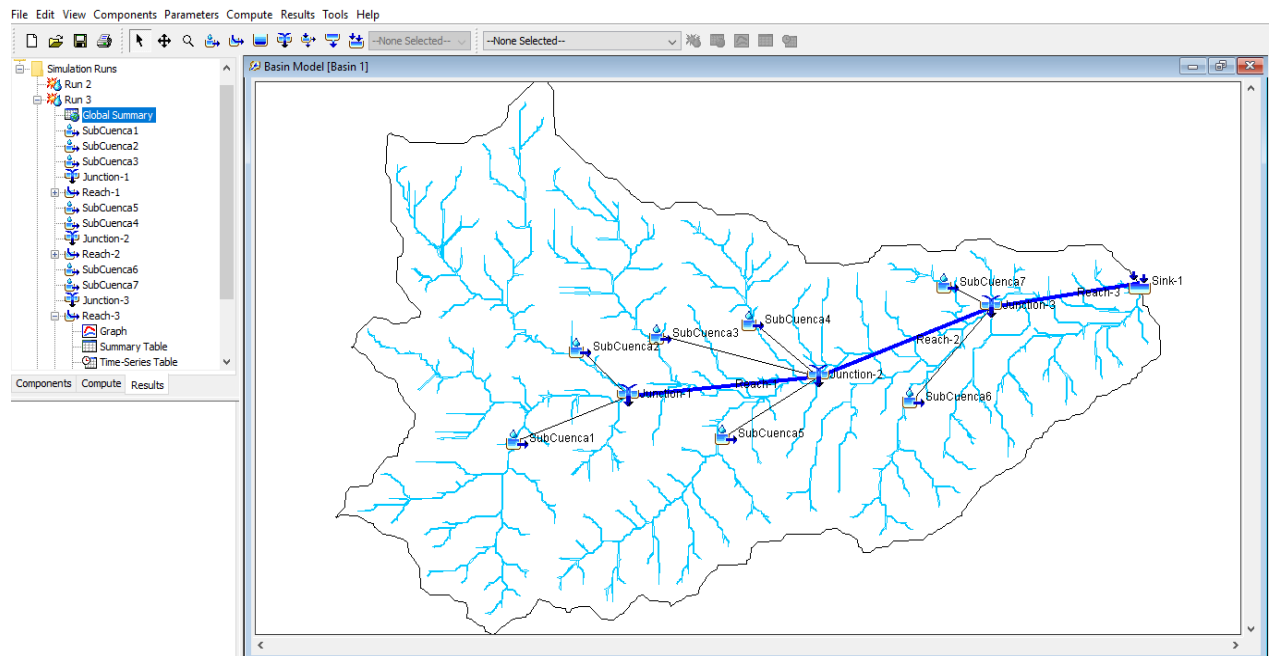 File Edit View Components Parameters Compute Results Tools Help
--None Selected-- --None Selected--
Simulation Runs
Run 2
Run 3
Global Summary
SubCuenca1
SubCuenca2
SubCuenca3
Junction-1
Reach-1
SubCuenca5
SubCuenca4
Junction-2
Reach-2
SubCuenca6
SubCuenca7
Junction-3
Reach-3
Graph
Summary Table
Time-Series Table
Components Compute Results
Basin Model [Basin 1]
SubCuenca7
Sink-1
Reach-3
Junction-3
SubCuenca4
SubCuenca3
Reach-2
SubCuenca2
Junction-2
Reach-1
Junction-1
SubCuenca6
SubCuenca5
SubCuenca1